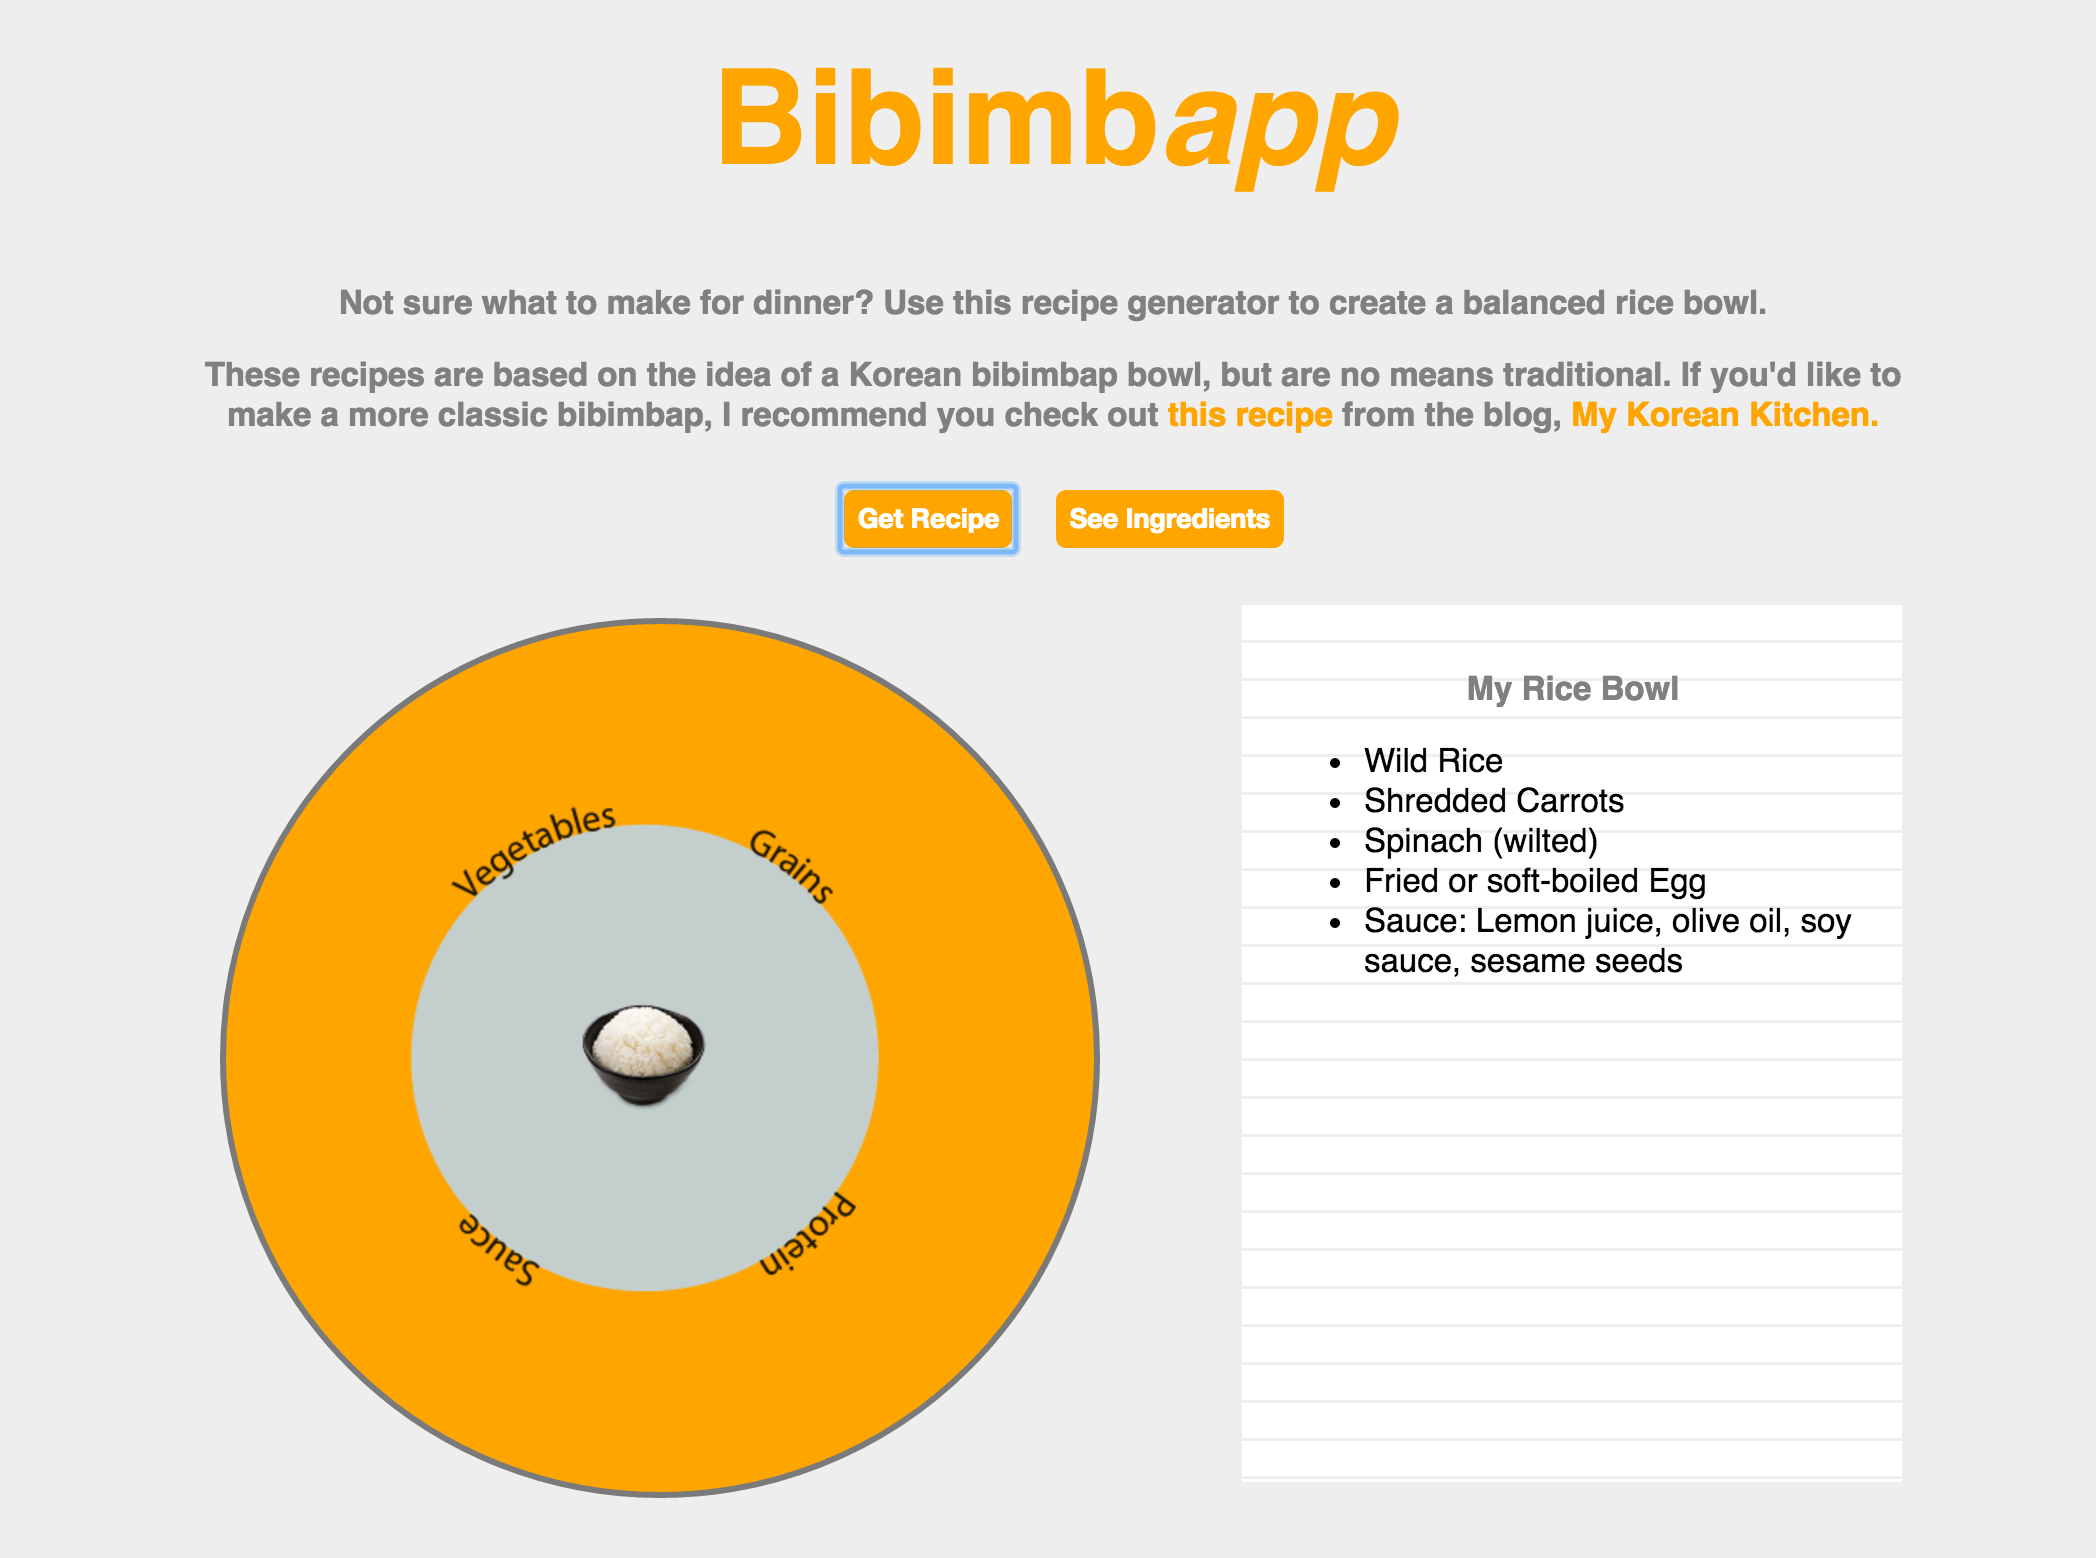 Bibimbapp
Not sure what to make for dinner? Use this recipe generator to create a balanced rice bowl.
These recipes are based on the idea of a Korean bibimbap bowl, but are no means traditional. If you'd like to
make a more classic bibimbap, I recommend you check out this recipe from the blog, My Korean Kitchen.
Get Recipe
See Ingredients
Vegetables
Grains
Sauce
Protein
My Rice Bowl
• Wild Rice
• Shredded Carrots
• Spinach (wilted)
• Fried or soft-boiled Egg
• Sauce: Lemon juice, olive oil, soy
sauce, sesame seeds